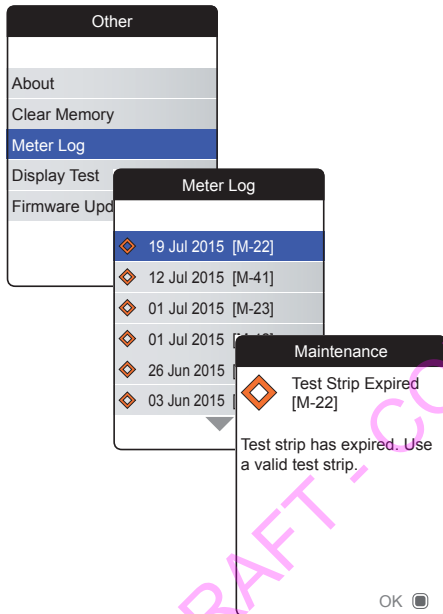 Other
About
Clear Memory
Meter Log
Display Test
Firmware Upd
Meter Log
19 Jul 2015 [M-22]
12 Jul 2015 [M-41]
01 Jul 2015 [M-23]
01 Jul 2015
26 Jun 2015 [
03 Jun 2015 [
Maintenance
Test Strip Expired
[M-22]
Test strip has expired. Use
a valid test strip.
OK
RAFT - CO